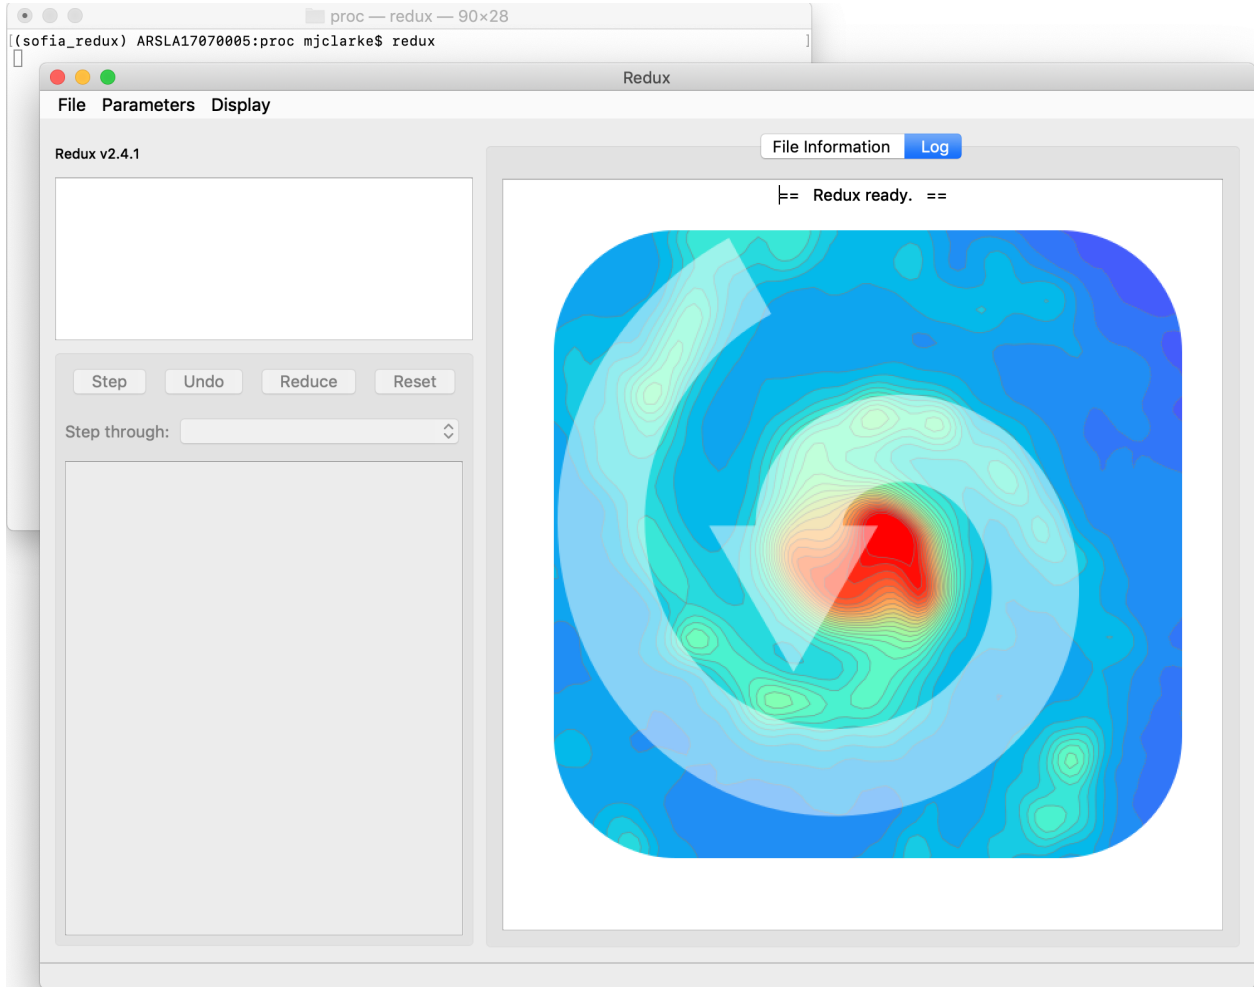 proc — redux — 90×28
[(sofia_redux) ARSLA17070005:proc mjclarke$ redux ]
Redux
File Parameters Display
Redux v2.4.1
File Information Log
== Redux ready. ==
Step Undo Reduce Reset
Step through: